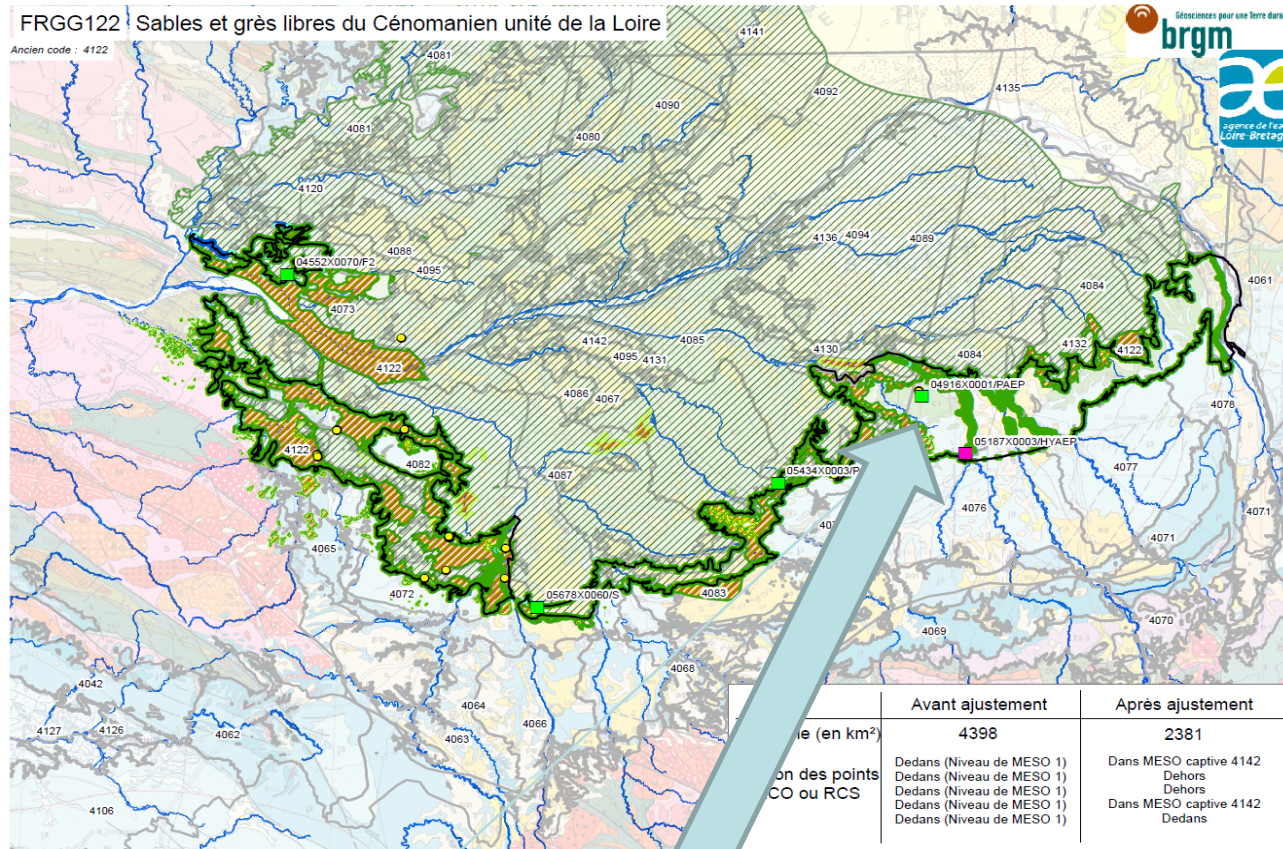 FRGG122 Sables et grès libres du Cénomanien unité de la Loire
Ancien code : 4122
Géosciences pour une Terre dura
brgm
agence de l'ea
Loire-Bretag
4141
4081
4092
4135
4090
4081
4080
4120
4136
4094
4089
4088
4095
04552X0070/F2
4061
4084
4073
4142
4085
4095
4131
4130
4084
4132
4122
4122
04916X0001/PAEP
4086
4067
4078
4122
4082
05187X0003/HYAEP
4087
05434X0003/P
4077
4076
4071
4071
4065
4072
05678X0060/S
4083
4070
4069
4068
4042
4064
4066
4127
4126
4062
4063
4106
Avant ajustement Après ajustement
le (en km²) 4398 2381
on des points
CO ou RCS
Dedans (Niveau de MESO 1) Dans MESO captive 4142
Dedans (Niveau de MESO 1) Dehors
Dedans (Niveau de MESO 1) Dehors
Dedans (Niveau de MESO 1) Dans MESO captive 4142
Dedans (Niveau de MESO 1) Dedans